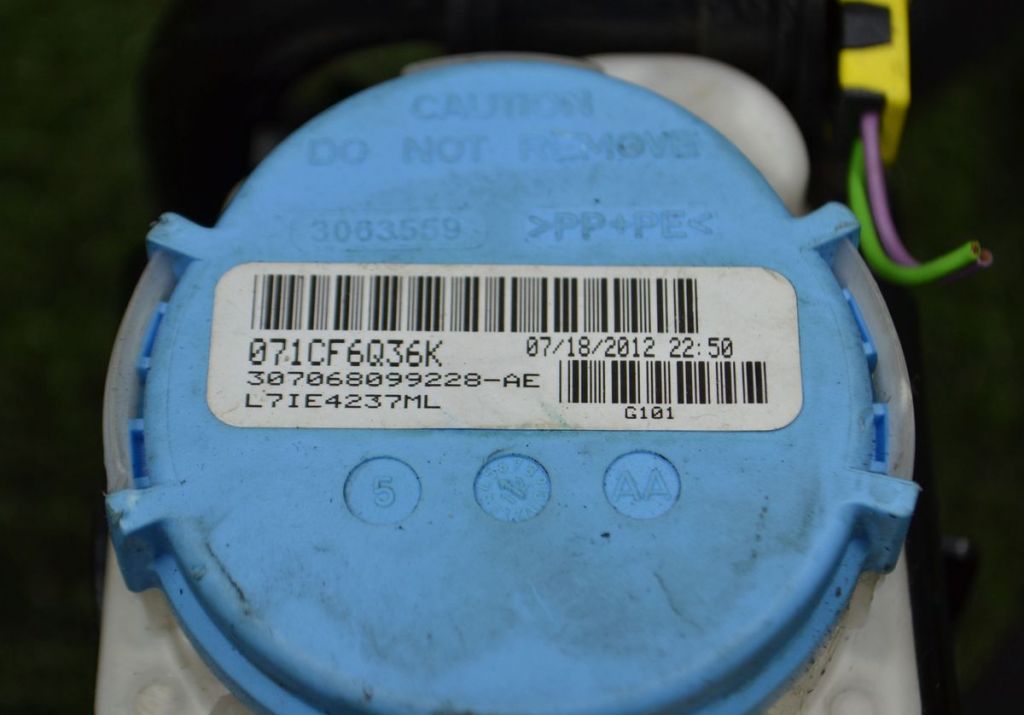 CAUTION
DO NOT REMOVE
3063559 >PP+PE<
071CF6Q36K 07/18/2012 22:50
307068099228-AE
L7IE4237ML
G101
5 AA